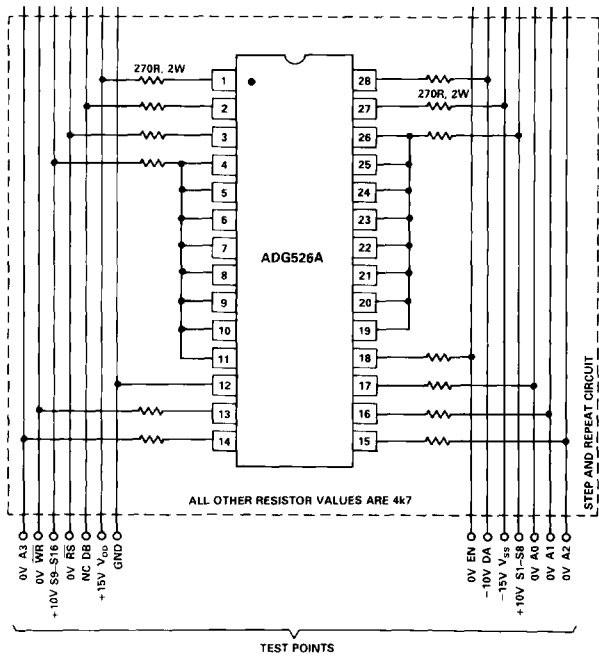 270R, 2W
1
2
3
4
5
6
7
8
9
10
11
12
13
14
ADG526A
28
27
26
25
24
23
22
21
20
19
18
17
16
15
270R, 2W
ALL OTHER RESISTOR VALUES ARE 4k7
STEP AND REPEAT CIRCUIT
0V A3
0V WR
+10V S9–S16
0V RS
NC DB
+15V VDD
GND
0V EN
–10V DA
–15V VSS
+10V S1–S8
0V A0
0V A1
0V A2
TEST POINTS